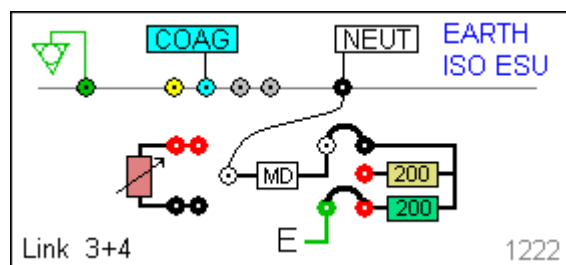 COAG
NEUT
EARTH
ISO ESU
MD
200
200
E
Link 3+4
1222